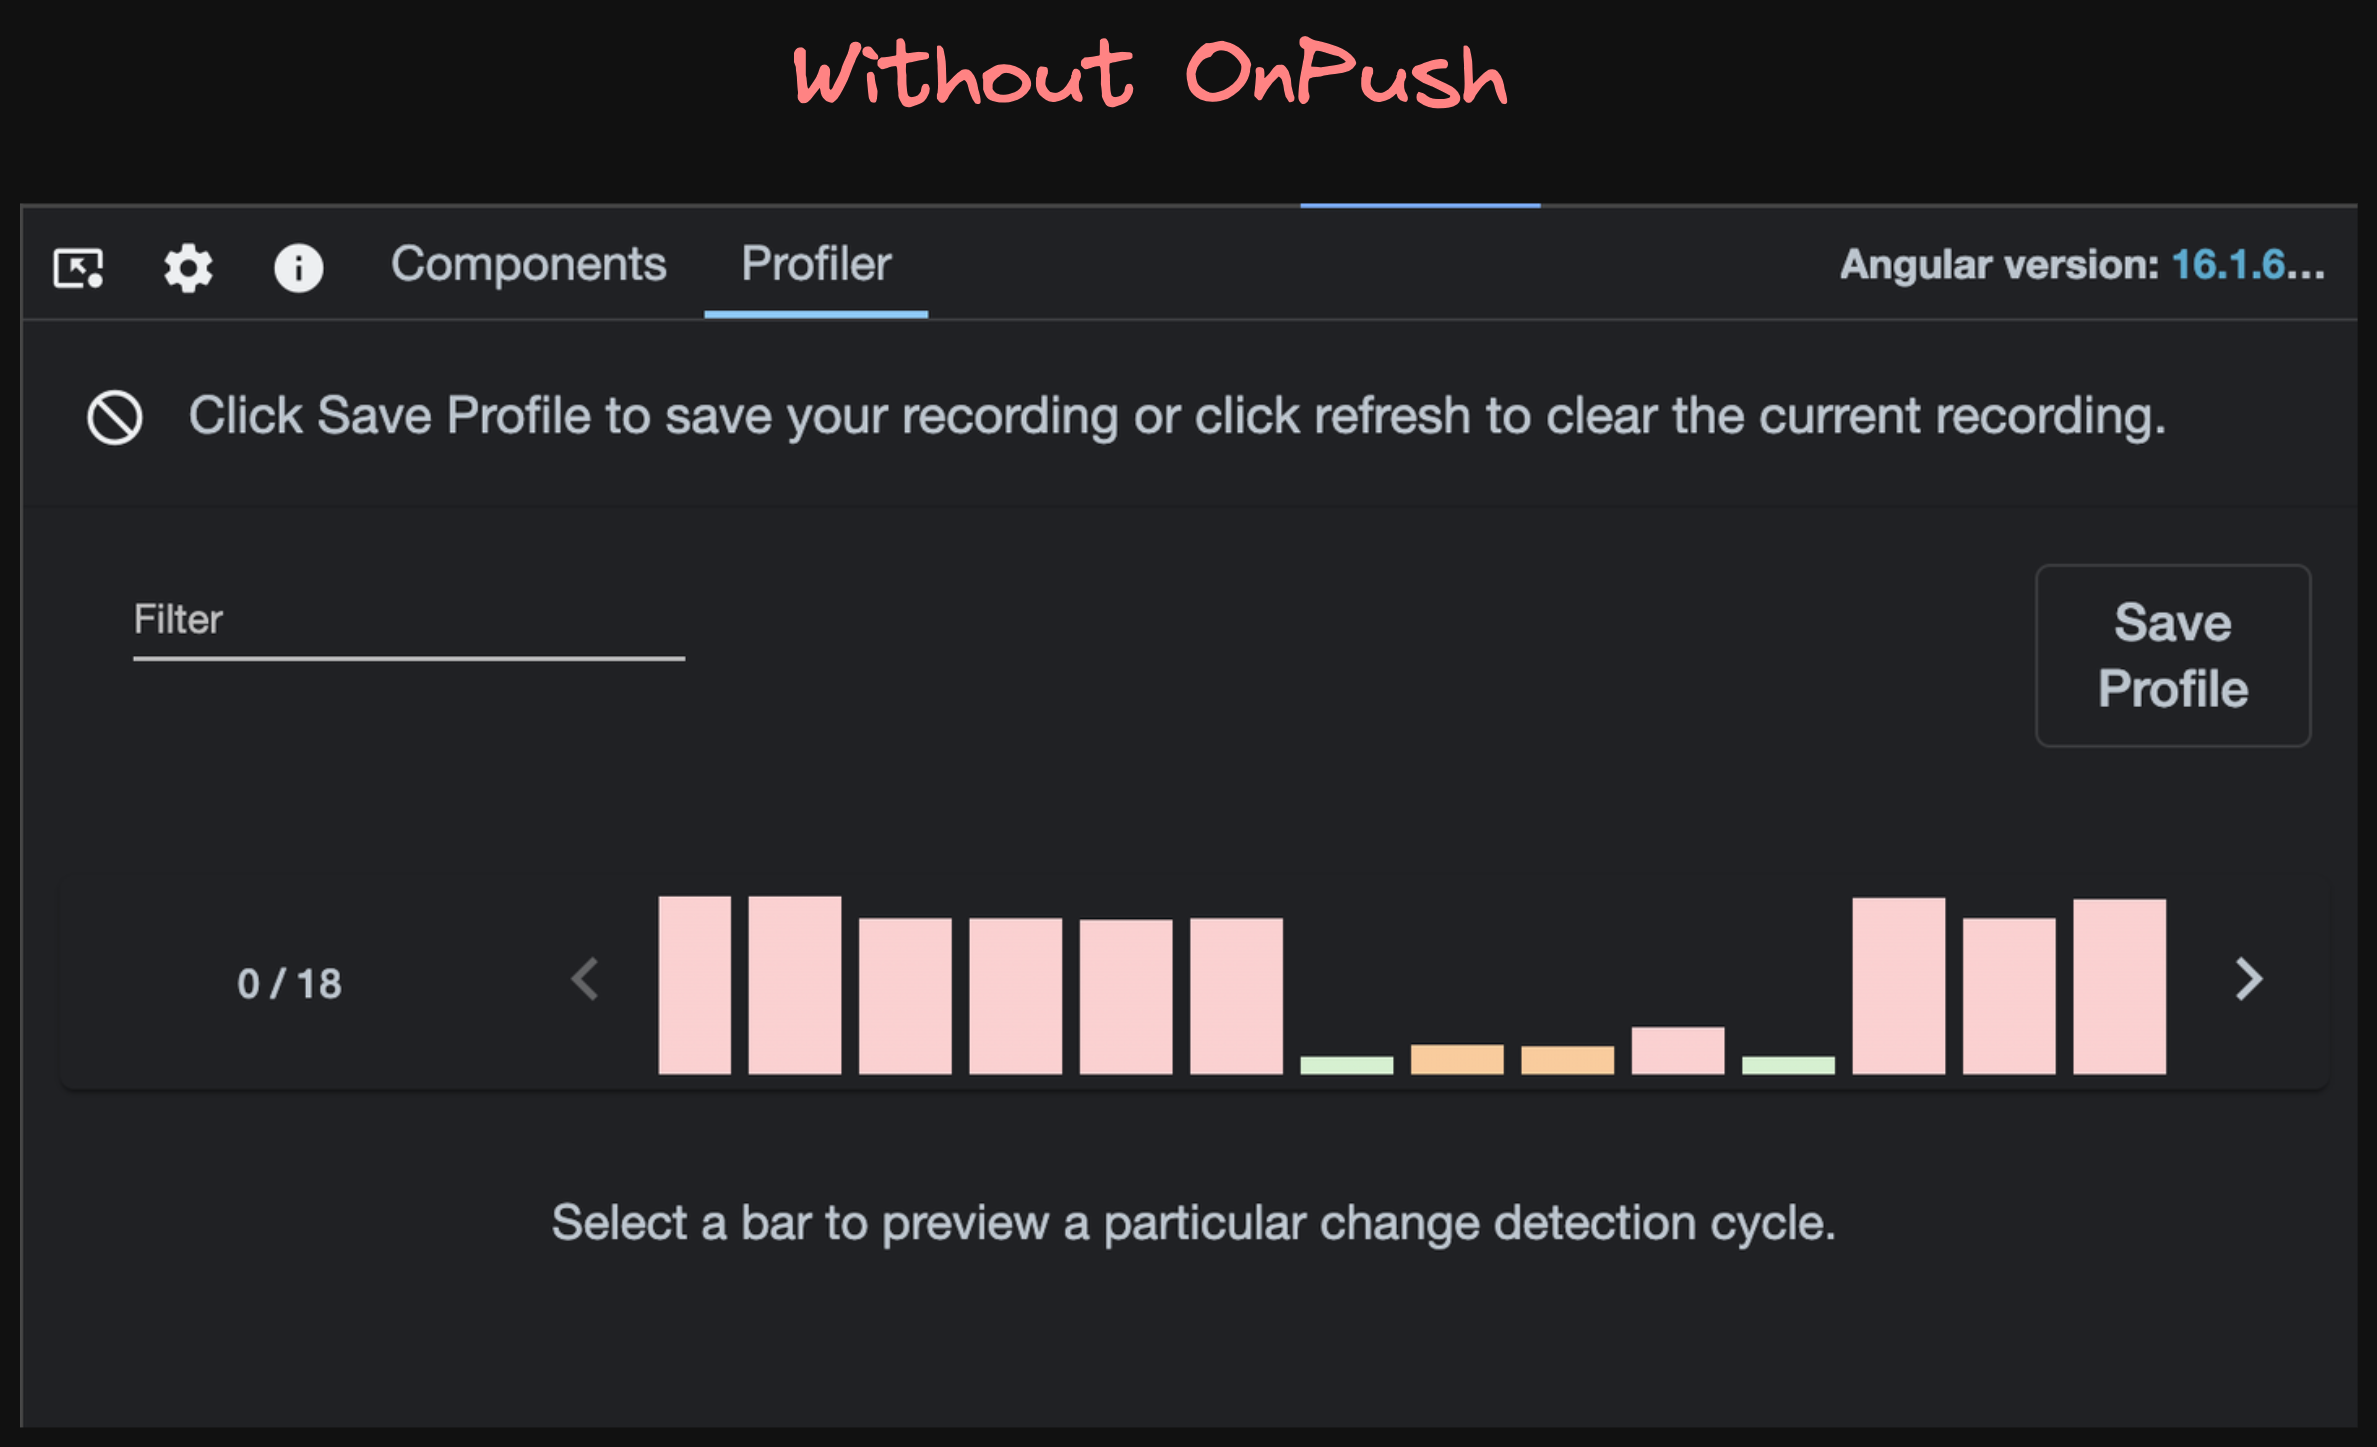 Without OnPush
Components Profiler Angular version: 16.1.6...
Click Save Profile to save your recording or click refresh to clear the current recording.
Filter
Save
Profile
0 / 18
Select a bar to preview a particular change detection cycle.